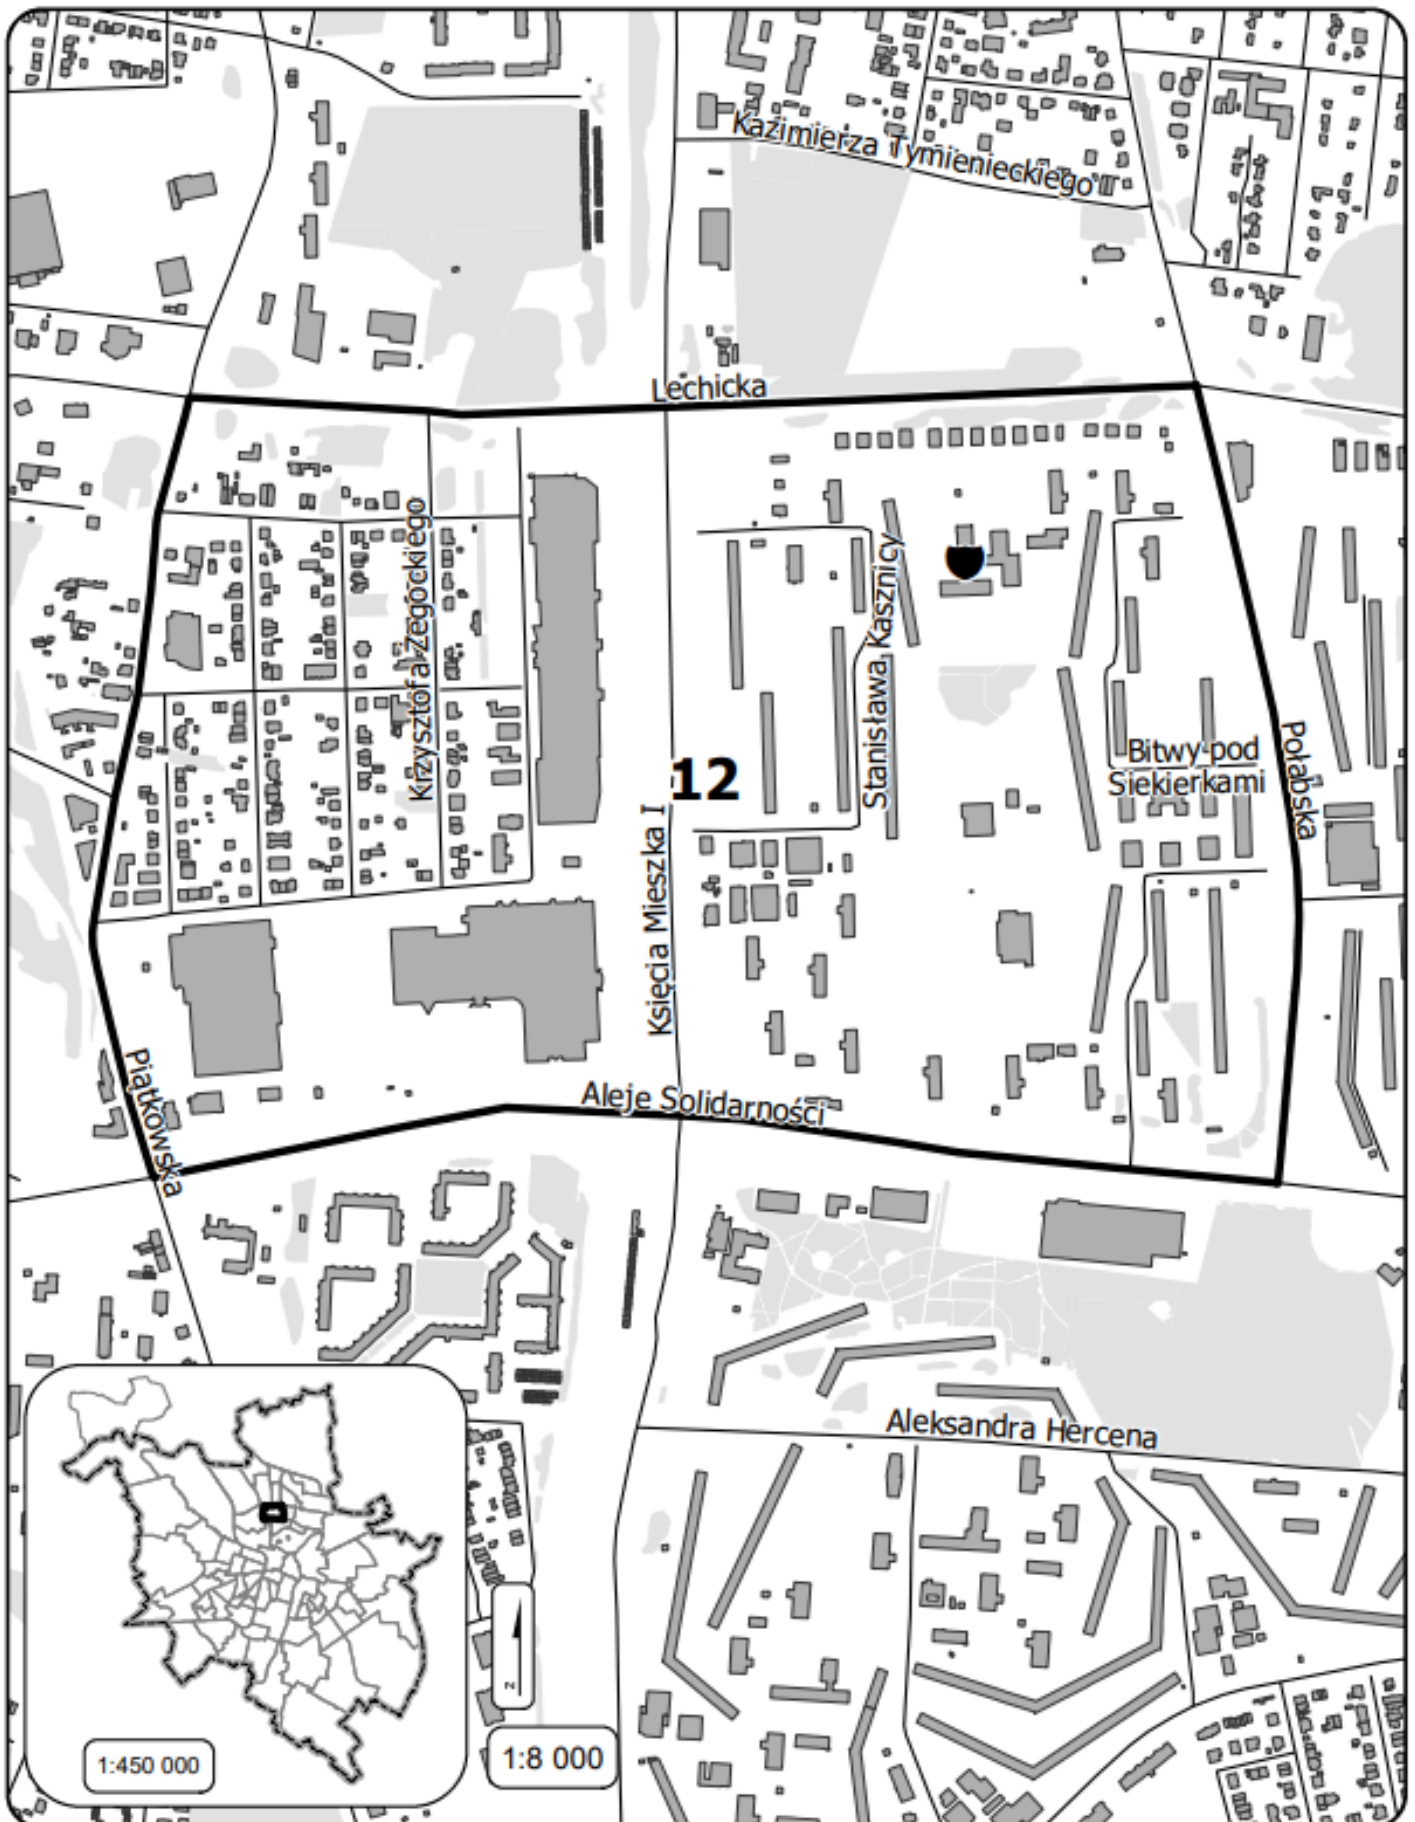 Kazimierza Tymienieckiego
Lechicka
Krzysztofa Żegockiego
Stanisława Kasznicy
12
Bitwy pod
Siekierkami
Połabska
Księcia Mieszka I
Piątkowska
Aleje Solidarności
Aleksandra Hercena
N
1:450 000
1:8 000